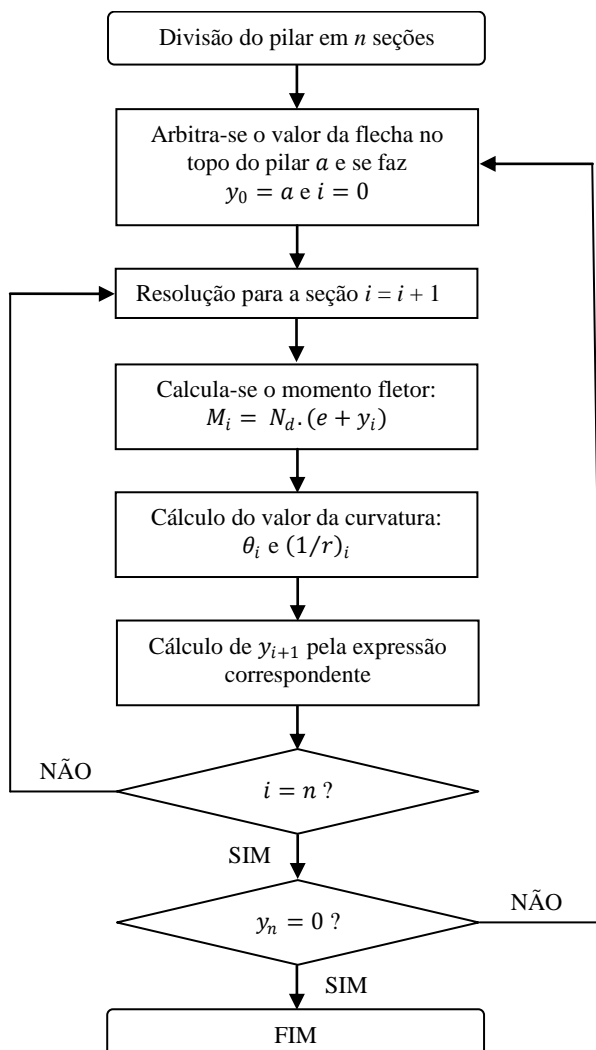 Divisão do pilar em n seções
Arbitra-se o valor da flecha no
topo do pilar a e se faz
y₀ = a e i = 0
Resolução para a seção i = i + 1
Calcula-se o momento fletor:
Mᵢ = N_d.(e + yᵢ)
Cálculo do valor da curvatura:
θᵢ e (1/r)ᵢ
Cálculo de yᵢ₊₁ pela expressão
correspondente
NÃO
i = n ?
SIM
NÃO
yₙ = 0 ?
SIM
FIM